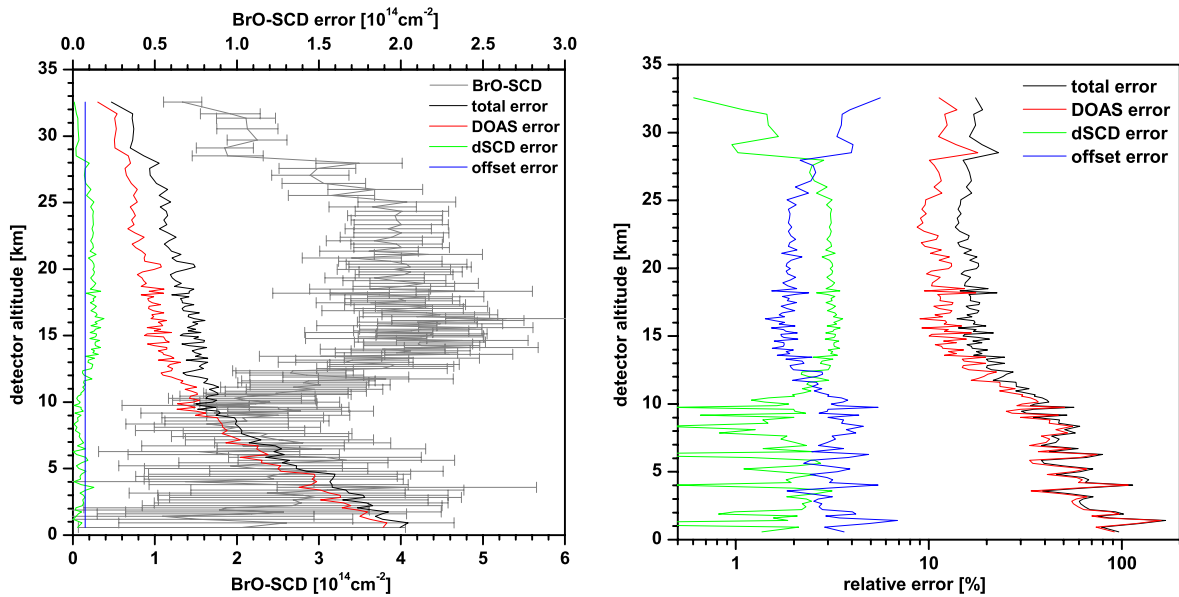 BrO-SCD error [10¹⁴cm⁻²]
0.0 0.5 1.0 1.5 2.0 2.5 3.0
35
30
25
20
15
10
5
0
detector altitude [km]
BrO-SCD
total error
DOAS error
dSCD error
offset error
0 1 2 3 4 5 6
BrO-SCD [10¹⁴cm⁻²]
35
30
25
20
15
10
5
0
detector altitude [km]
total error
DOAS error
dSCD error
offset error
1 10 100
relative error [%]